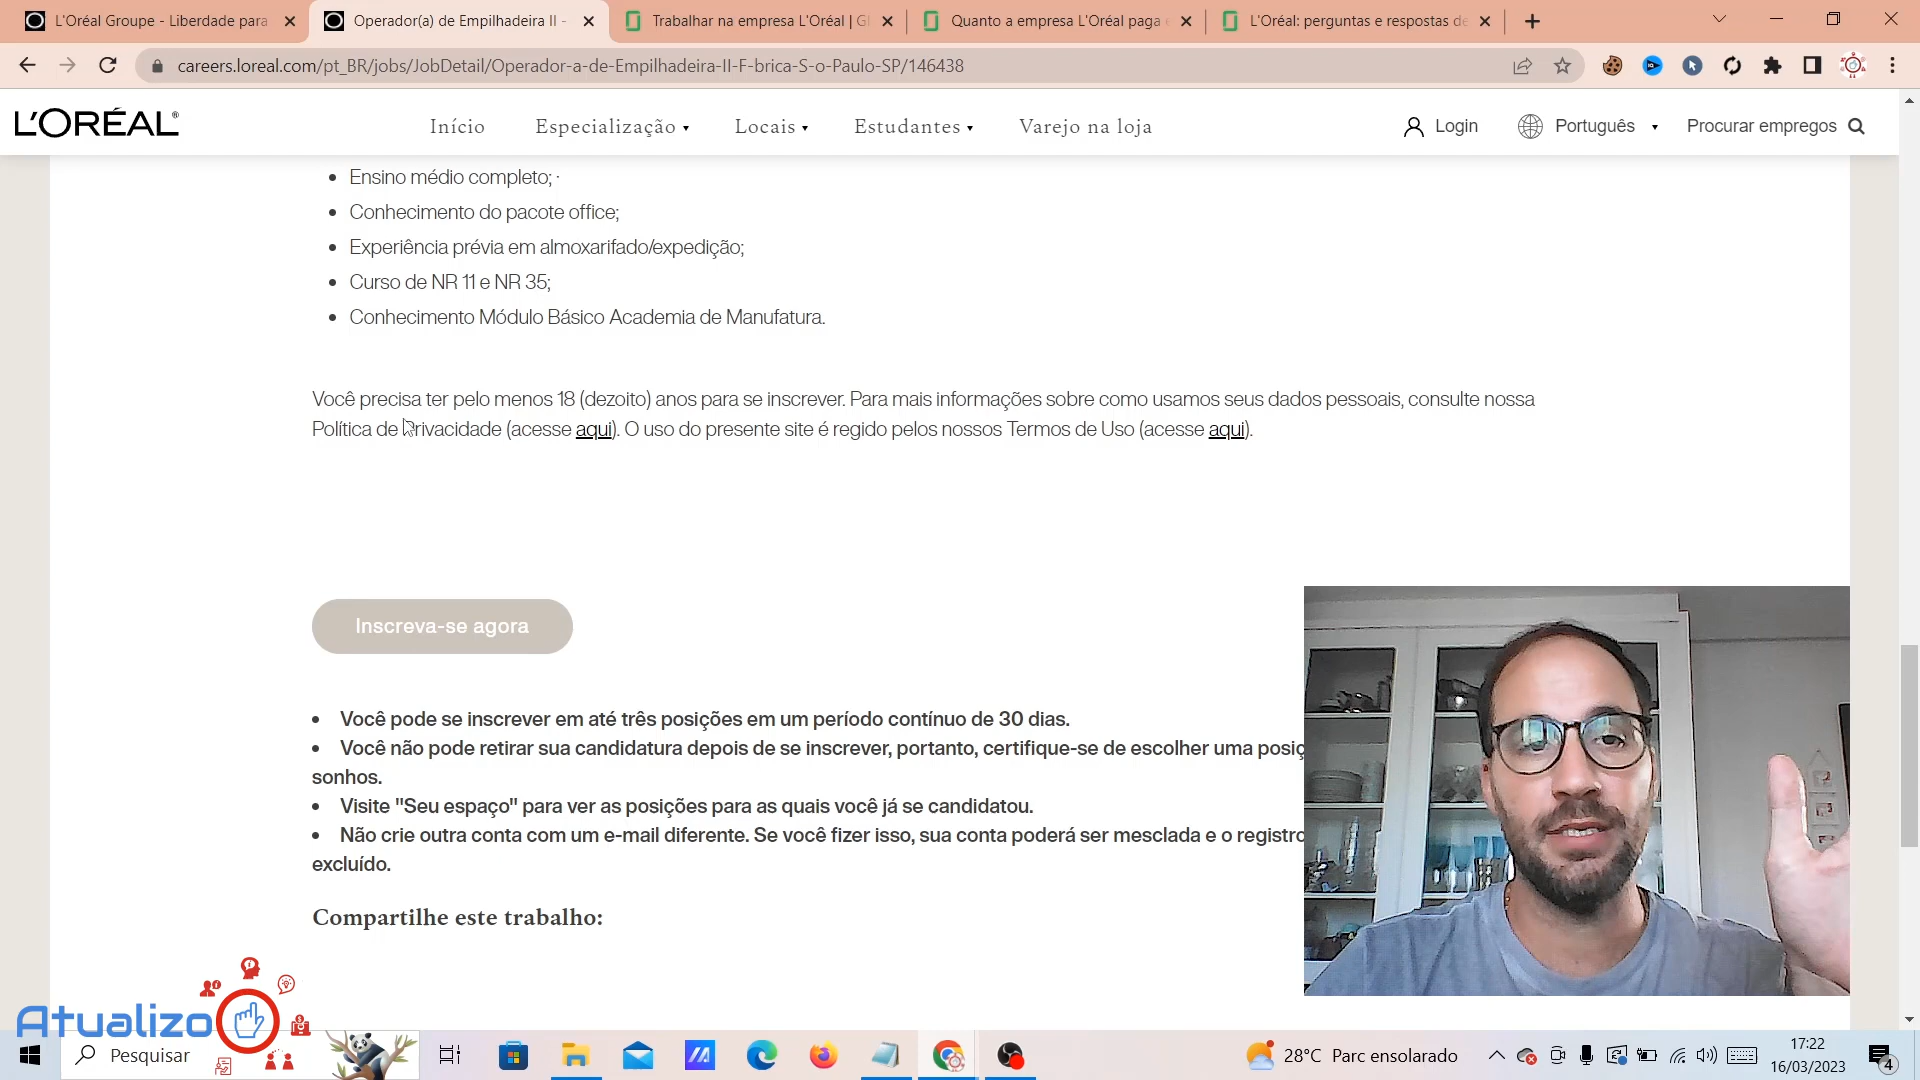 L'Oréal Groupe - Liberdade para
Operador(a) de Empilhadeira II -
Trabalhar na empresa L'Oréal | Gl
Quanto a empresa L'Oréal paga e
L'Oréal: perguntas e respostas de
careers.loreal.com/pt_BR/jobs/JobDetail/Operador-a-de-Empilhadeira-II-F-brica-S-o-Paulo-SP/146438
L'ORÉAL®
Início
Especialização
Locais
Estudantes
Varejo na loja
Login
Português
Procurar empregos
• Ensino médio completo; ·
• Conhecimento do pacote office;
• Experiência prévia em almoxarifado/expedição;
• Curso de NR 11 e NR 35;
• Conhecimento Módulo Básico Academia de Manufatura.
Você precisa ter pelo menos 18 (dezoito) anos para se inscrever. Para mais informações sobre como usamos seus dados pessoais, consulte nossa
Política de Privacidade (acesse aqui). O uso do presente site é regido pelos nossos Termos de Uso (acesse aqui).
Inscreva-se agora
• Você pode se inscrever em até três posições em um período contínuo de 30 dias.
• Você não pode retirar sua candidatura depois de se inscrever, portanto, certifique-se de escolher uma posiç
sonhos.
• Visite "Seu espaço" para ver as posições para as quais você já se candidatou.
• Não crie outra conta com um e-mail diferente. Se você fizer isso, sua conta poderá ser mesclada e o registro
excluído.
Compartilhe este trabalho:
Atualizo
Pesquisar
28°C Parc ensolarado
17:22
16/03/2023
4